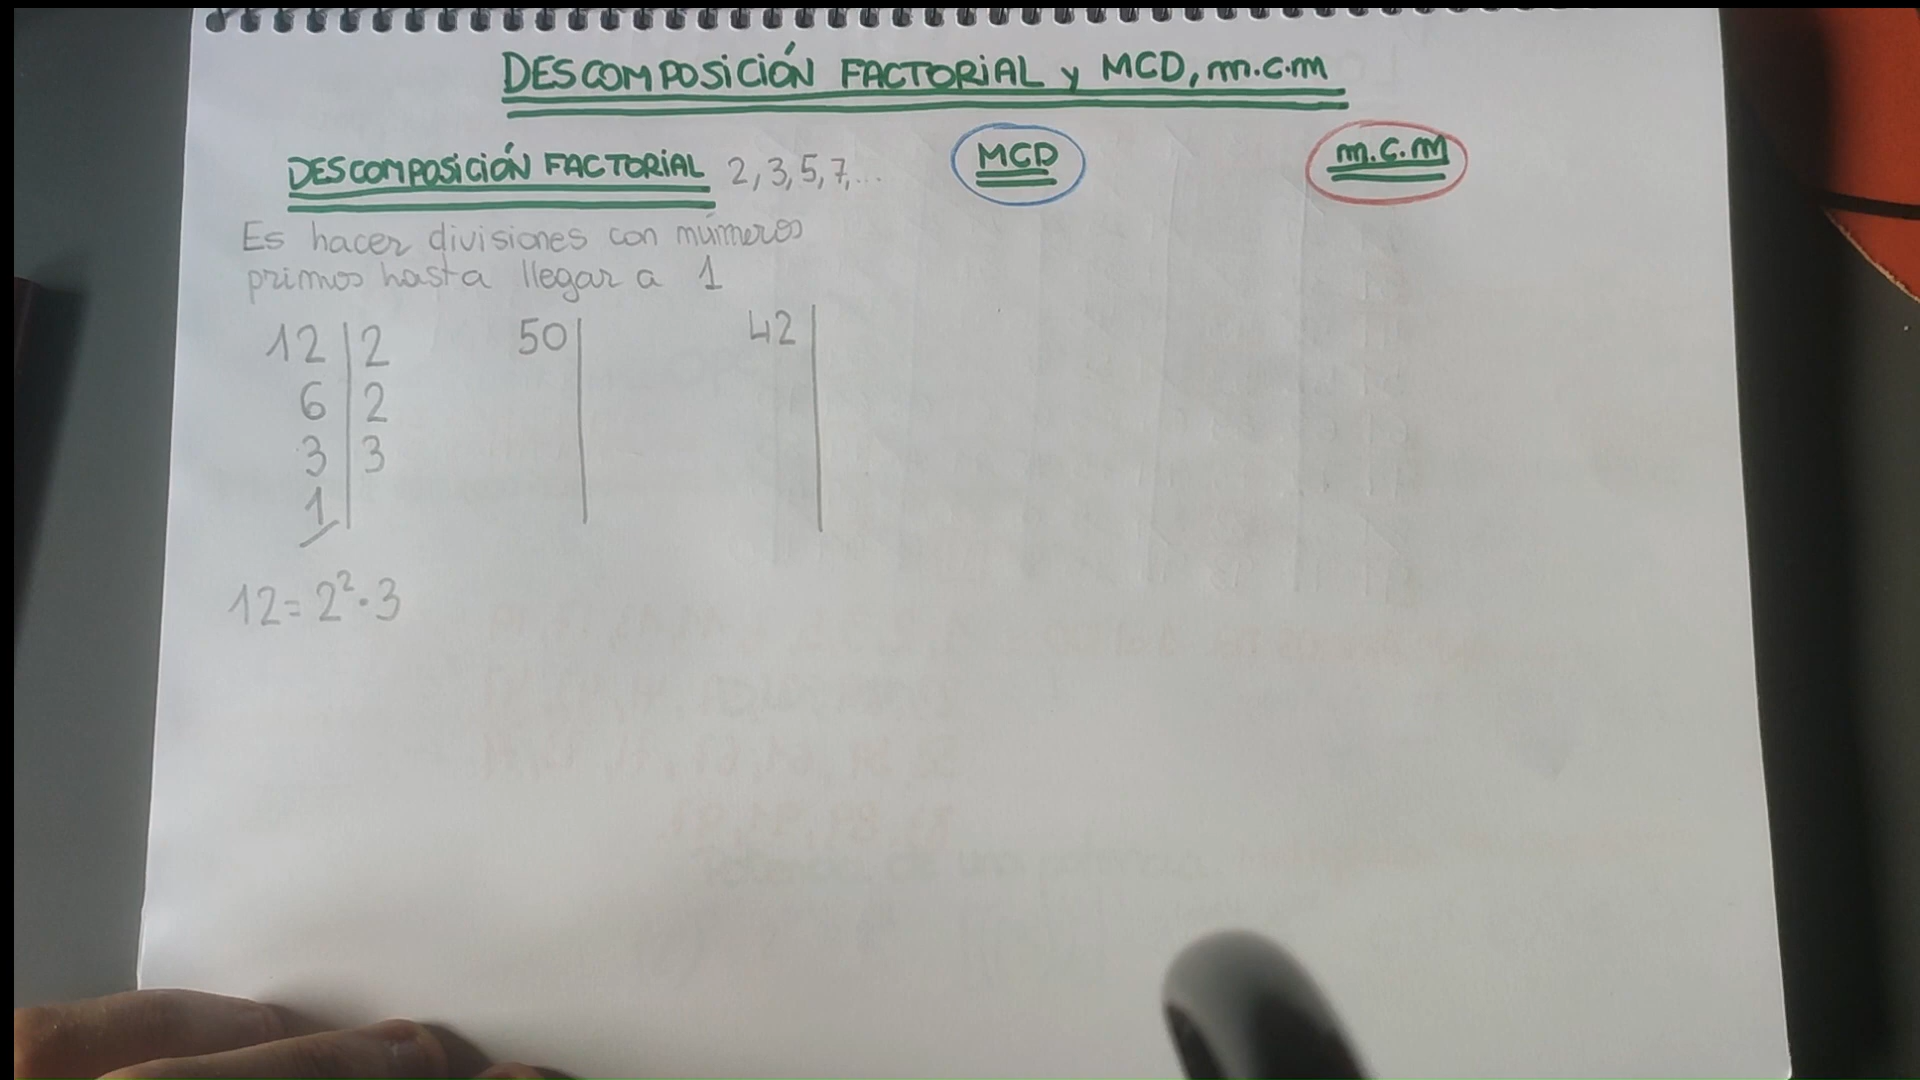 DESCOMPOSICIÓN FACTORIAL y MCD, m.c.m
DESCOMPOSICIÓN FACTORIAL 2, 3, 5, 7, ...
MCD
m.c.m
Es hacer divisiones con números
primos hasta llegar a 1
12 | 2
6 | 2
3 | 3
1 |
50 |
42 |
12 = 2² · 3